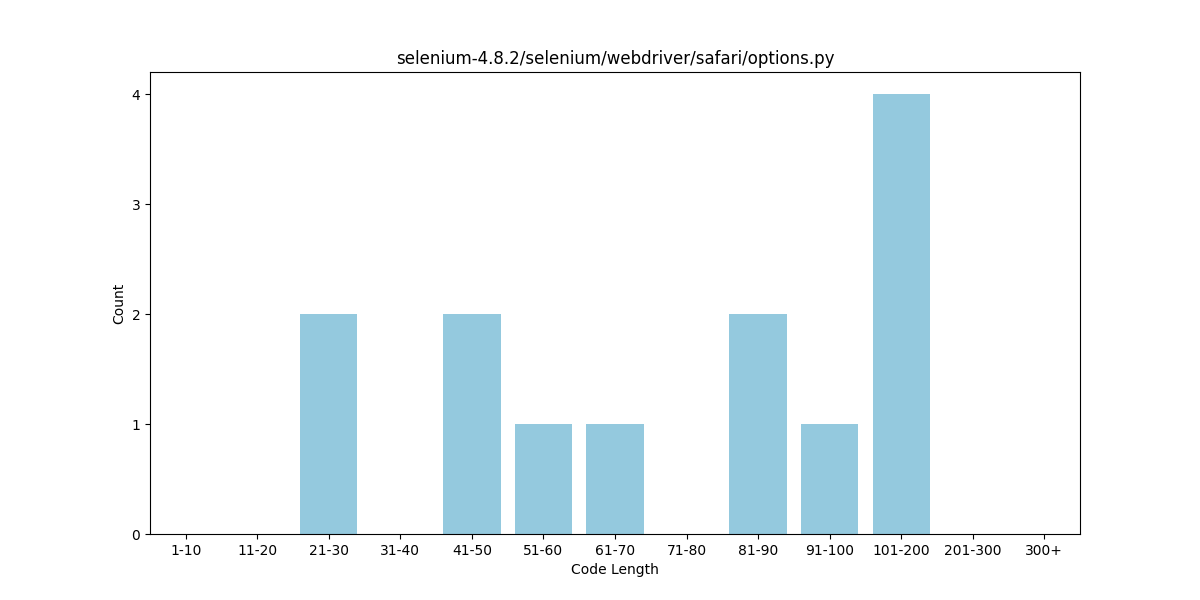 selenium-4.8.2/selenium/webdriver/safari/options.py
4
3
2
1
0
Count
1-10 11-20 21-30 31-40 41-50 51-60 61-70 71-80 81-90 91-100 101-200 201-300 300+
Code Length